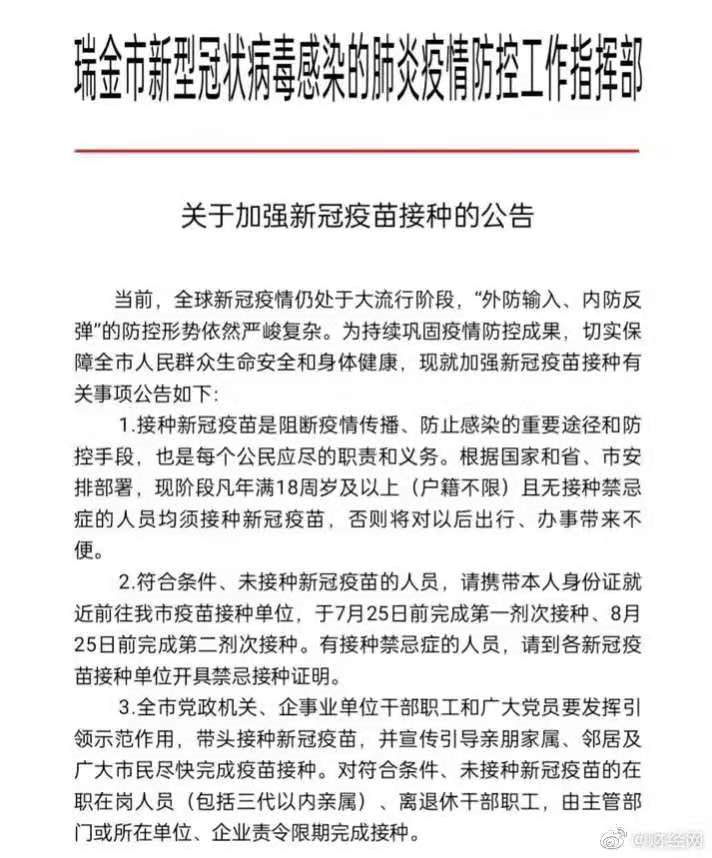 瑞金市新型冠状病毒感染的肺炎疫情防控工作指挥部
关于加强新冠疫苗接种的公告
当前，全球新冠疫情仍处于大流行阶段，“外防输入、内防反
弹”的防控形势依然严峻复杂。为持续巩固疫情防控成果，切实保
障全市人民群众生命安全和身体健康，现就加强新冠疫苗接种有
关事项公告如下：
1.接种新冠疫苗是阻断疫情传播、防止感染的重要途径和防
控手段，也是每个公民应尽的职责和义务。根据国家和省、市安
排部署，现阶段凡年满18周岁及以上（户籍不限）且无接种禁忌
症的人员均须接种新冠疫苗，否则将对以后出行、办事带来不
便。
2.符合条件、未接种新冠疫苗的人员，请携带本人身份证就
近前往我市疫苗接种单位，于7月25日前完成第一剂次接种、8月
25日前完成第二剂次接种。有接种禁忌症的人员，请到各新冠疫
苗接种单位开具禁忌接种证明。
3.全市党政机关、企事业单位干部职工和广大党员要发挥引
领示范作用，带头接种新冠疫苗，并宣传引导亲朋家属、邻居及
广大市民尽快完成疫苗接种。对符合条件、未接种新冠疫苗的在
职在岗人员（包括三代以内亲属）、离退休干部职工，由主管部
门或所在单位、企业责令限期完成接种。
@财经网